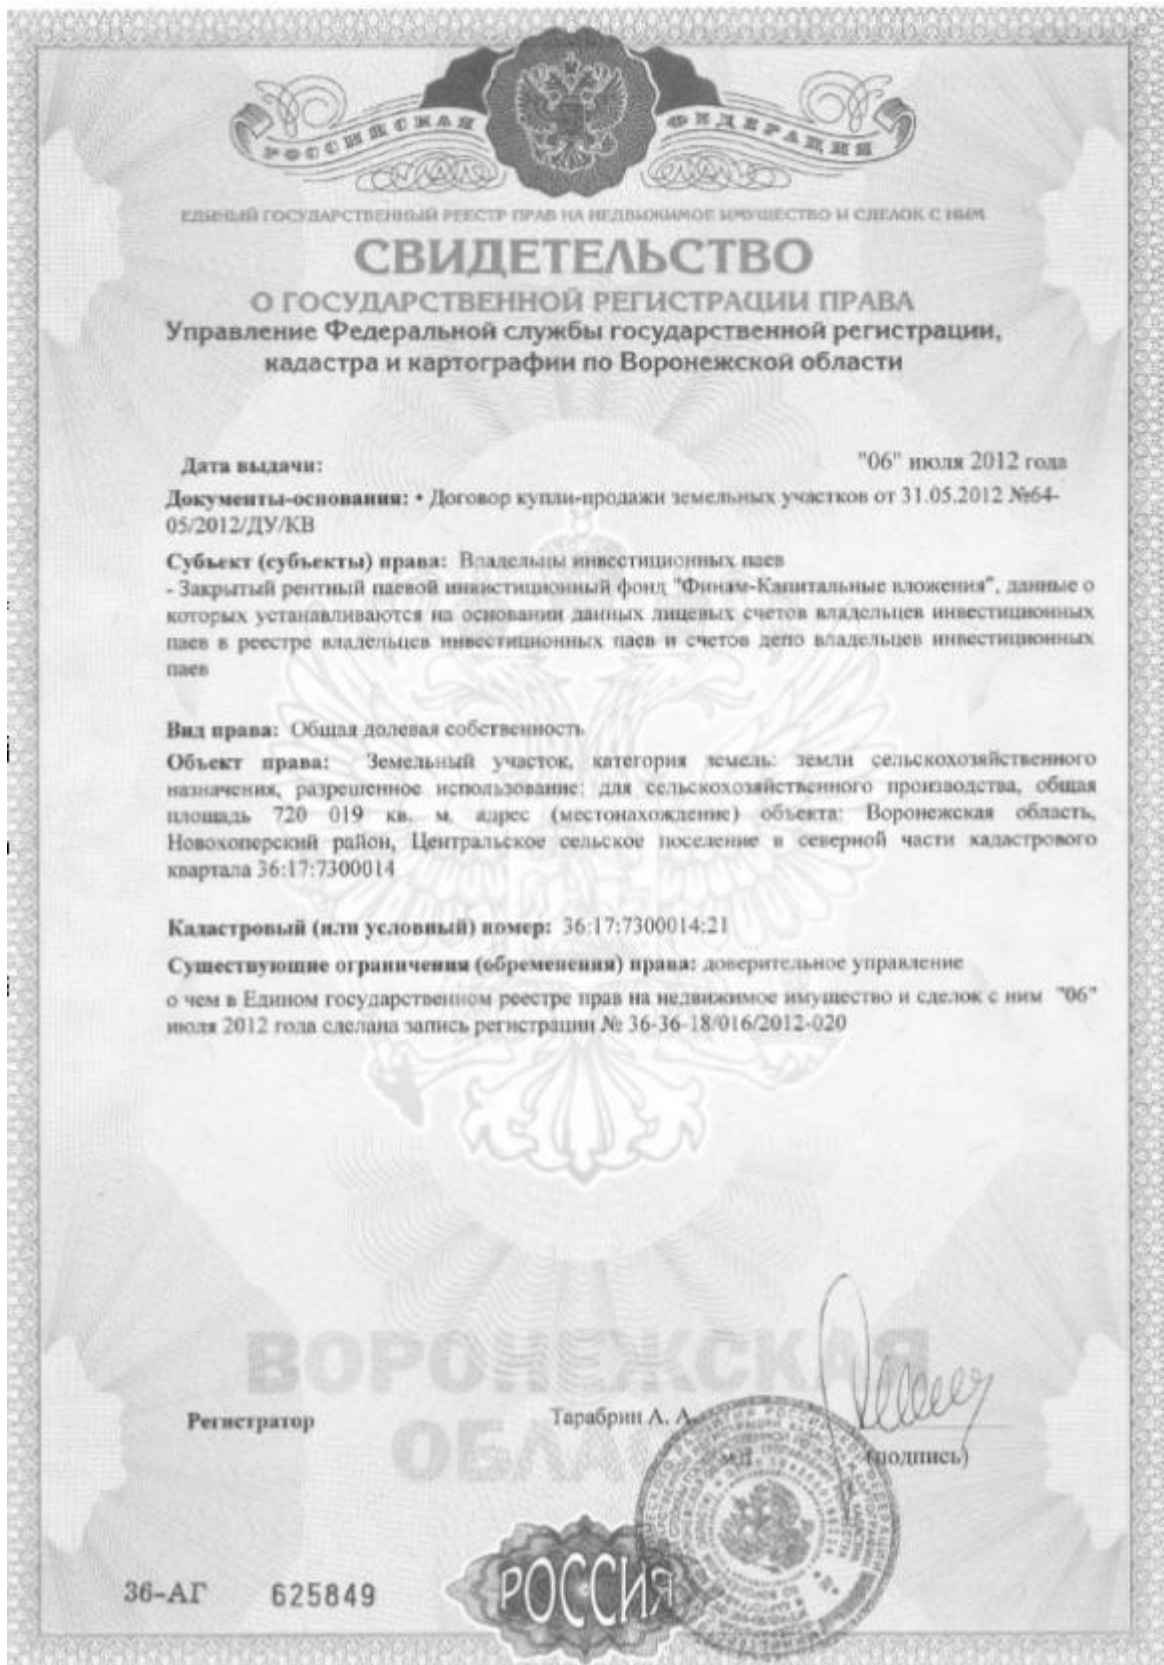 РОССИЙСКАЯ ФЕДЕРАЦИЯ
ЕДИНЫЙ ГОСУДАРСТВЕННЫЙ РЕЕСТР ПРАВ НА НЕДВИЖИМОЕ ИМУЩЕСТВО И СДЕЛОК С НИМ
СВИДЕТЕЛЬСТВО
О ГОСУДАРСТВЕННОЙ РЕГИСТРАЦИИ ПРАВА
Управление Федеральной службы государственной регистрации,
кадастра и картографии по Воронежской области
Дата выдачи: "06" июля 2012 года
Документы-основания: • Договор купли-продажи земельных участков от 31.05.2012 №64-
05/2012/ДУ/КВ
Субъект (субъекты) права: Владельцы инвестиционных паев
- Закрытый рентный паевой инвистиционный фонд "Финам-Капитальные вложения", данные о
которых устанавливаются на основании данных лицевых счетов владельцев инвестиционных
паев в реестре владельцев инвестиционных паев и счетов депо владельцев инвестиционных
паев
Вид права: Общая долевая собственность
Объект права: Земельный участок, категория земель: земли сельскохозяйственного
назначения, разрешенное использование: для сельскохозяйственного производства, общая
площадь 720 019 кв. м, адрес (местонахождение) объекта: Воронежская область,
Новохоперский район, Центральское сельское поселение в северной части кадастрового
квартала 36:17:7300014
Кадастровый (или условный) номер: 36:17:7300014:21
Существующие ограничения (обременения) права: доверительное управление
о чем в Едином государственном реестре прав на недвижимое имущество и сделок с ним "06"
июля 2012 года сделана запись регистрации № 36-36-18/016/2012-020
ВОРОНЕЖСКАЯ
Регистратор Тарабрин А. А.
м.п. (подпись)
РОССИЯ
36-АГ 625849